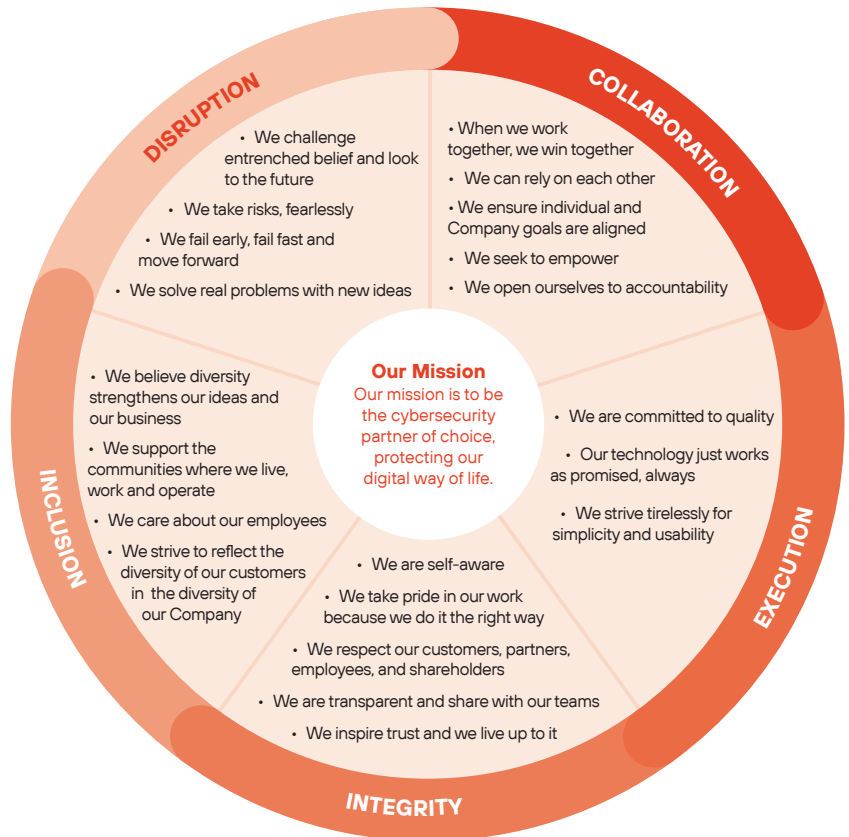 DISRUPTION
• We challenge
entrenched belief and look
to the future
• We take risks, fearlessly
• We fail early, fail fast and
move forward
• We solve real problems with new ideas
COLLABORATION
• When we work
together, we win together
• We can rely on each other
• We ensure individual and
Company goals are aligned
• We seek to empower
• We open ourselves to accountability
Our Mission
Our mission is to be
the cybersecurity
partner of choice,
protecting our
digital way of life.
EXECUTION
• We are committed to quality
• Our technology just works
as promised, always
• We strive tirelessly for
simplicity and usability
INTEGRITY
• We are self-aware
• We take pride in our work
because we do it the right way
• We respect our customers, partners,
employees, and shareholders
• We are transparent and share with our teams
• We inspire trust and we live up to it
INCLUSION
• We believe diversity
strengthens our ideas and
our business
• We support the
communities where we live,
work and operate
• We care about our employees
• We strive to reflect the
diversity of our customers
in the diversity of
our Company